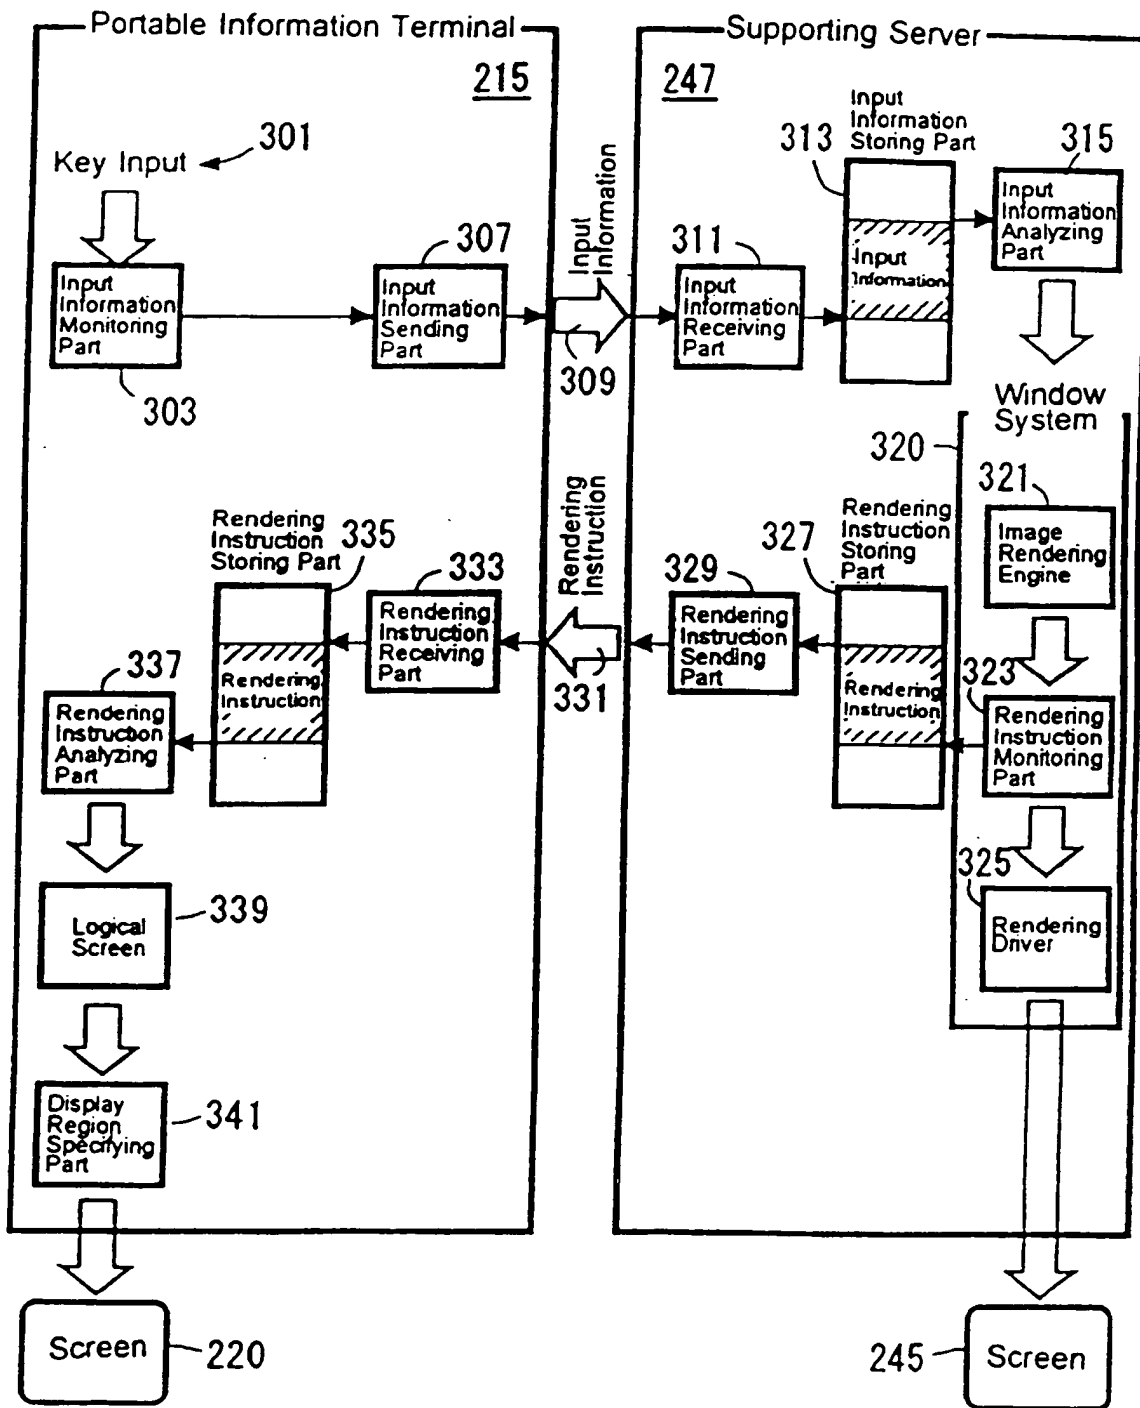 Portable Information Terminal
215
301
Key Input
Input
Information
Monitoring
Part
303
307
Input
Information
Sending
Part
Input
Information
309
Supporting Server
247
311
Input
Information
Receiving
Part
Input
Information
Storing Part
313
Input
Information
315
Input
Information
Analyzing
Part
Window
System
320
321
Image
Rendering
Engine
323
Rendering
Instruction
Monitoring
Part
325
Rendering
Driver
Rendering
Instruction
Storing
Part
327
Rendering
Instruction
329
Rendering
Instruction
Sending
Part
Rendering
Instruction
331
333
Rendering
Instruction
Receiving
Part
Rendering
Instruction
Storing Part
335
Rendering
Instruction
337
Rendering
Instruction
Analyzing
Part
Logical
Screen
339
Display
Region
Specifying
Part
341
Screen
220
245
Screen